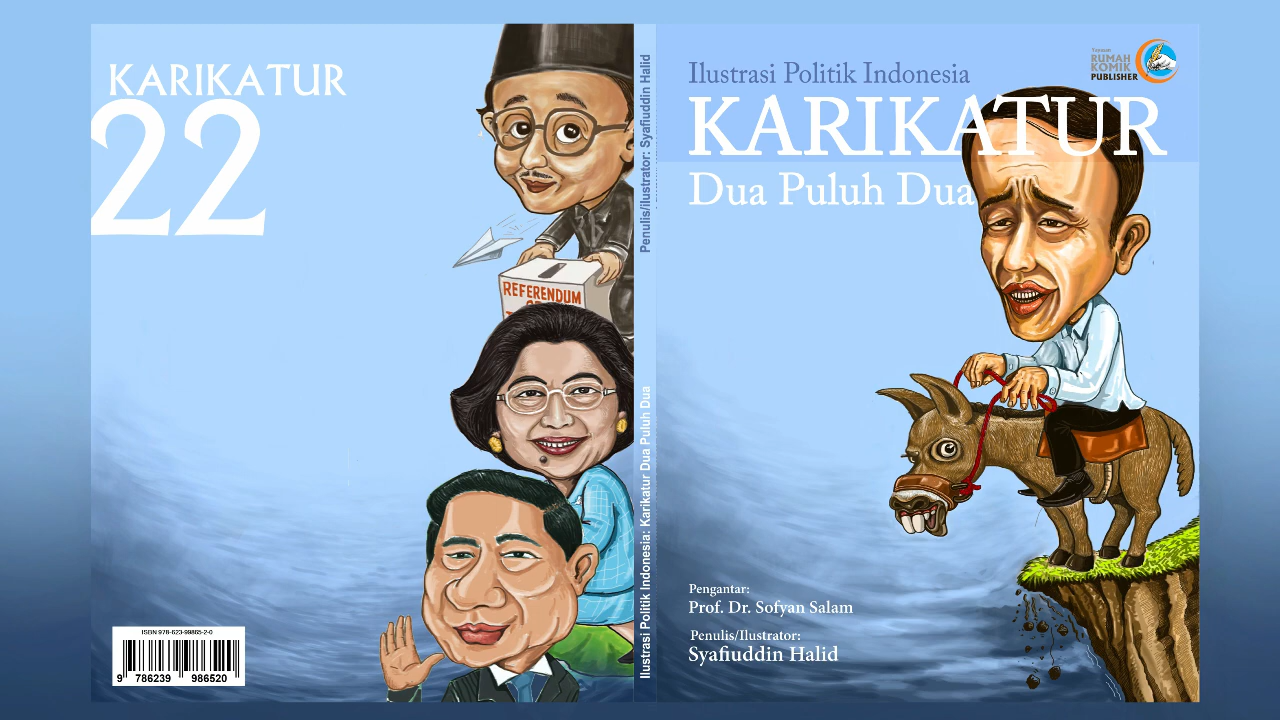 KARIKATUR
22
REFERENDUM
ISBN 978-623-99865-2-0
9 786239 986520
Penulis/ilustrator: Syafiuddin Halid
Ilustrasi Politik Indonesia: Karikatur Dua Puluh Dua
Yayasan
RUMAH
KOMIK
PUBLISHER
Ilustrasi Politik Indonesia
KARIKATUR
Dua Puluh Dua
Pengantar:
Prof. Dr. Sofyan Salam
Penulis/Ilustrator:
Syafiuddin Halid